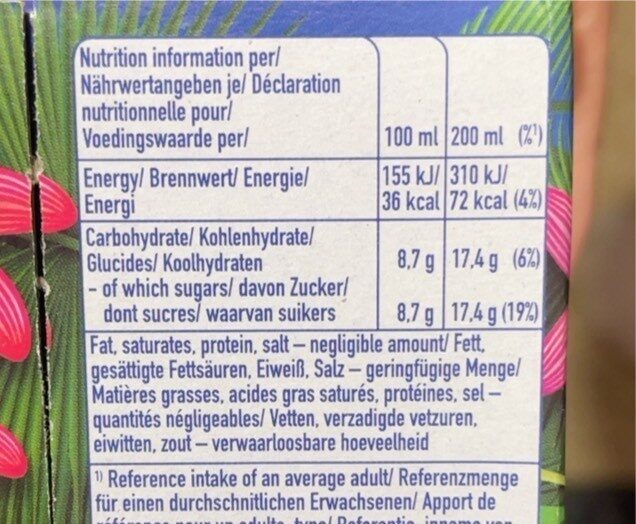 Nutrition information per/
Nährwertangeben je/ Déclaration
nutritionnelle pour/
Voedingswaarde per/ 100 ml 200 ml (%¹)
Energy/ Brennwert/ Energie/ 155 kJ/ 310 kJ/
Energi 36 kcal 72 kcal (4%)
Carbohydrate/ Kohlenhydrate/
Glucides/ Koolhydraten 8,7 g 17,4 g (6%)
- of which sugars/ davon Zucker/
dont sucres/ waarvan suikers 8,7 g 17,4 g (19%)
Fat, saturates, protein, salt – negligible amount/ Fett,
gesättigte Fettsäuren, Eiweiß, Salz – geringfügige Menge/
Matières grasses, acides gras saturés, protéines, sel –
quantités négligeables/ Vetten, verzadigde vetzuren,
eiwitten, zout – verwaarloosbare hoeveelheid
¹⁾ Reference intake of an average adult/ Referenzmenge
für einen durchschnittlichen Erwachsenen/ Apport de